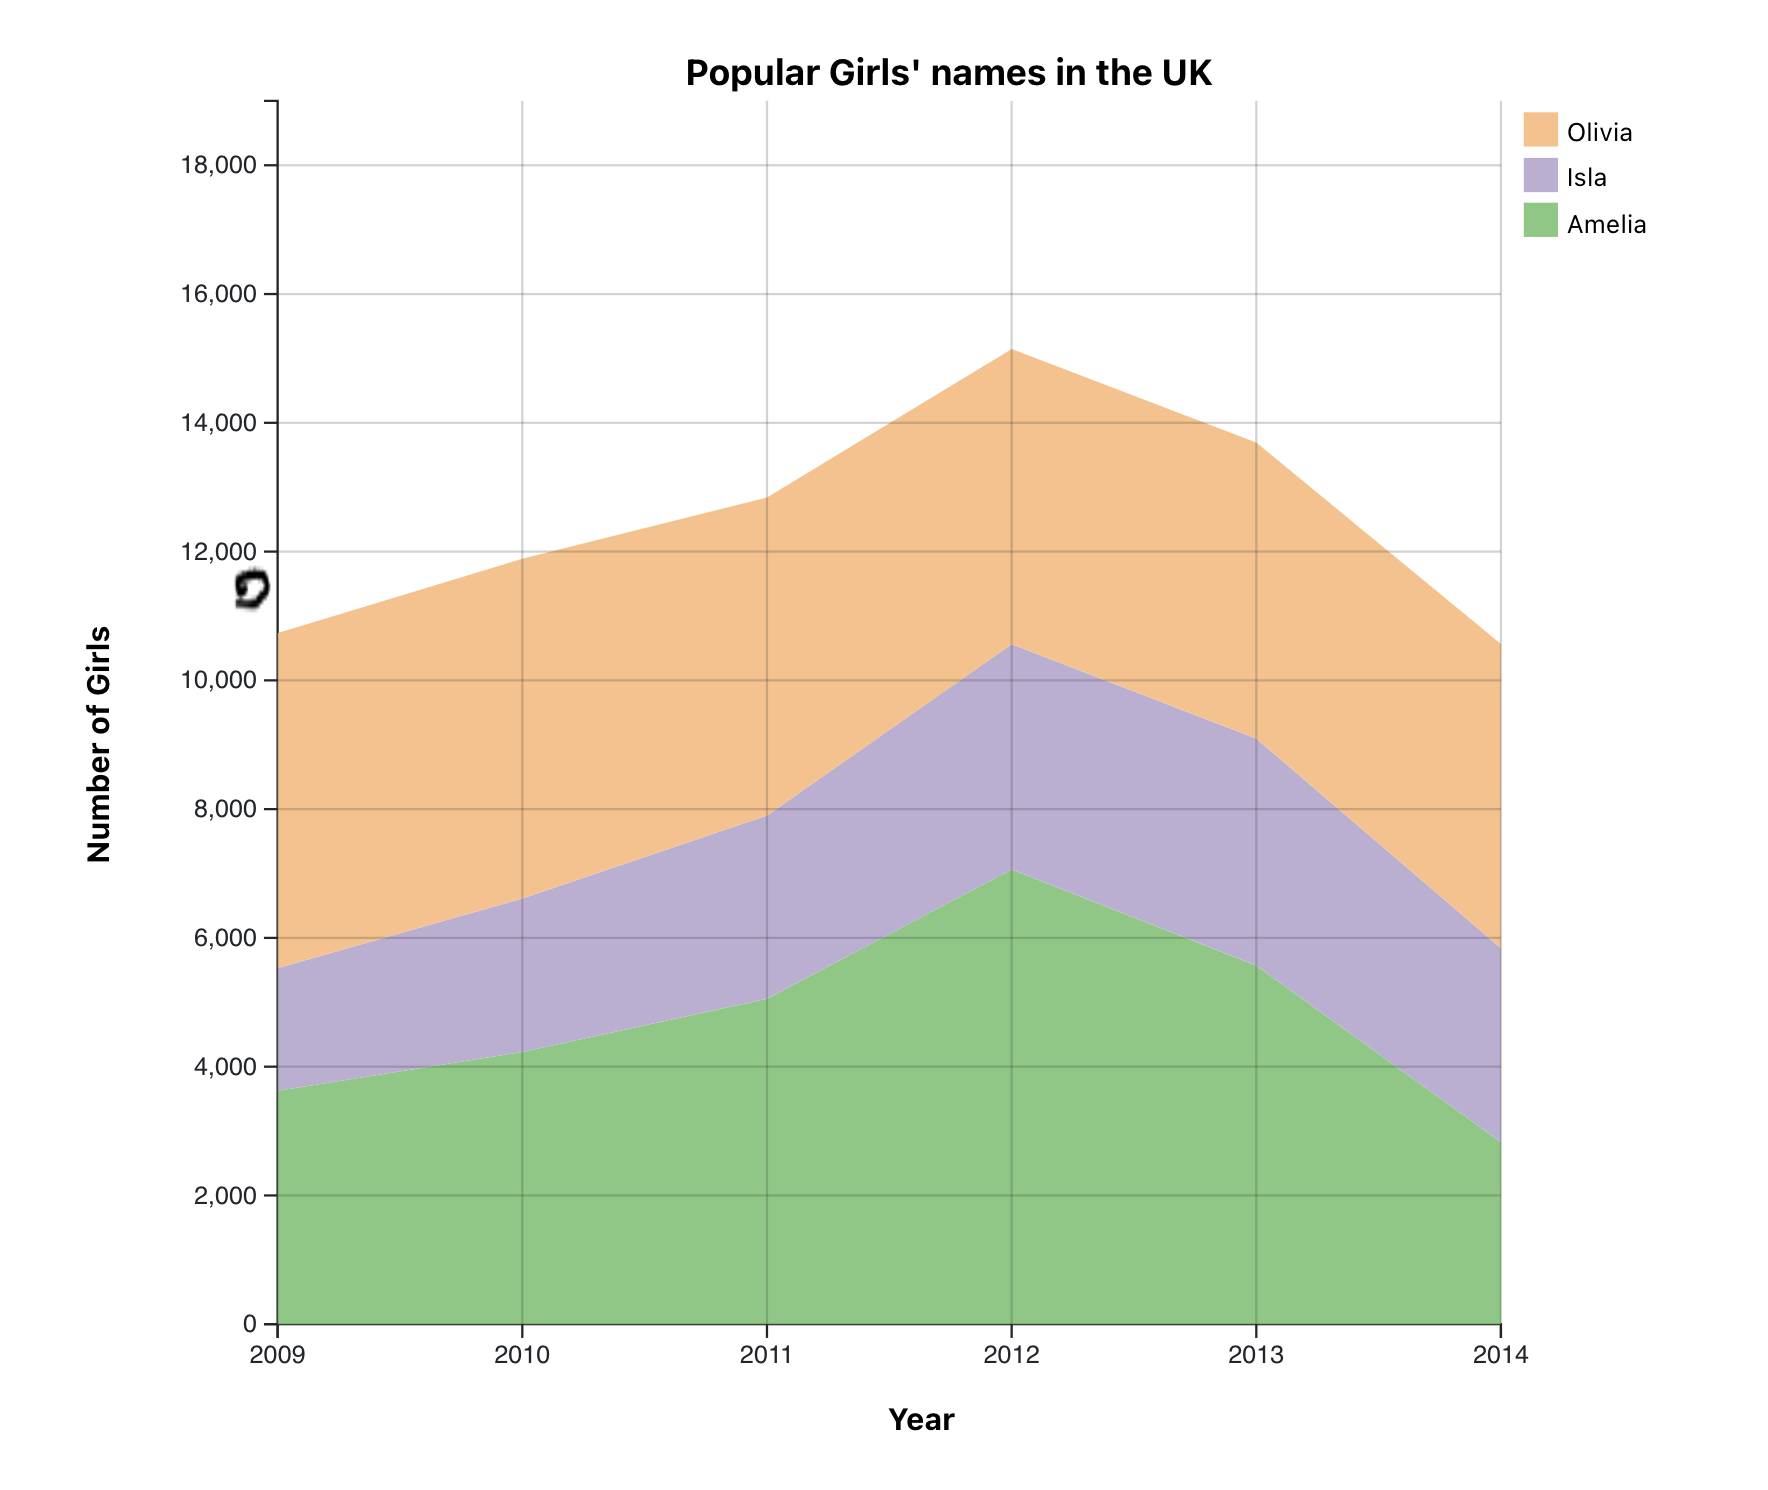 Popular Girls' names in the UK
Olivia
Isla
Amelia
18,000
16,000
14,000
12,000
10,000
8,000
6,000
4,000
2,000
0
Number of Girls
2009 2010 2011 2012 2013 2014
Year